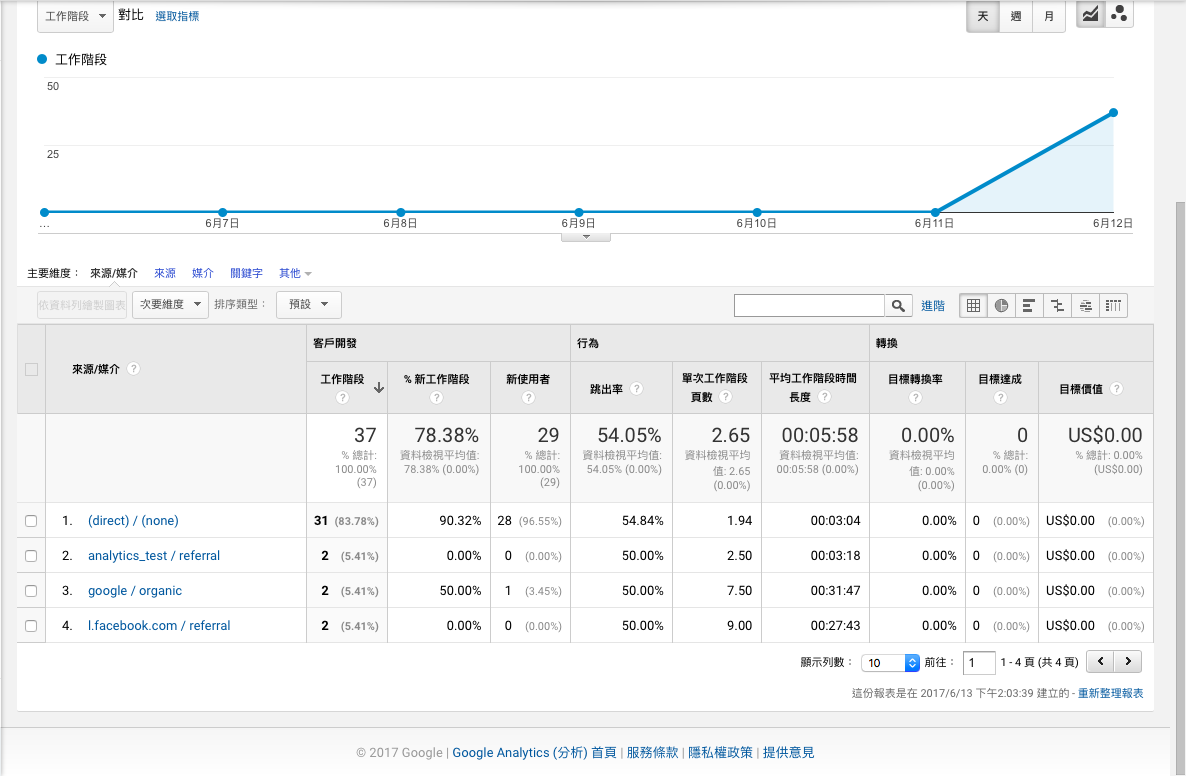 工作階段 對比 選取指標 天 週 月
工作階段
50
25
... 6月7日 6月8日 6月9日 6月10日 6月11日 6月12日
主要維度： 來源/媒介 來源 媒介 關鍵字 其他
依資料列繪製圖表 次要維度 排序類型： 預設 進階
來源/媒介 ? 客戶開發 行為 轉換
工作階段 ? % 新工作階段 ? 新使用者 ? 跳出率 ? 單次工作階段頁數 ? 平均工作階段時間長度 ? 目標轉換率 ? 目標達成 ? 目標價值 ?
37 78.38% 29 54.05% 2.65 00:05:58 0.00% 0 US$0.00
% 總計: 100.00% (37) 資料檢視平均值: 78.38% (0.00%) % 總計: 100.00% (29) 資料檢視平均值: 54.05% (0.00%) 資料檢視平均值: 2.65 (0.00%) 資料檢視平均值: 00:05:58 (0.00%) 資料檢視平均值: 0.00% (0.00%) % 總計: 0.00% (0) % 總計: 0.00% (US$0.00)
1. (direct) / (none) 31 (83.78%) 90.32% 28 (96.55%) 54.84% 1.94 00:03:04 0.00% 0 (0.00%) US$0.00 (0.00%)
2. analytics_test / referral 2 (5.41%) 0.00% 0 (0.00%) 50.00% 2.50 00:03:18 0.00% 0 (0.00%) US$0.00 (0.00%)
3. google / organic 2 (5.41%) 50.00% 1 (3.45%) 50.00% 7.50 00:31:47 0.00% 0 (0.00%) US$0.00 (0.00%)
4. l.facebook.com / referral 2 (5.41%) 0.00% 0 (0.00%) 50.00% 9.00 00:27:43 0.00% 0 (0.00%) US$0.00 (0.00%)
顯示列數： 10 前往： 1 1 - 4 頁 (共 4 頁)
這份報表是在 2017/6/13 下午2:03:39 建立的 - 重新整理報表
© 2017 Google | Google Analytics (分析) 首頁 | 服務條款 | 隱私權政策 | 提供意見